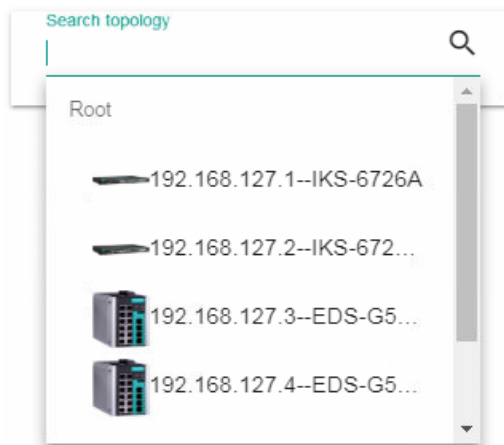 Search topology
Root
192.168.127.1--IKS-6726A
192.168.127.2--IKS-672...
192.168.127.3--EDS-G5...
192.168.127.4--EDS-G5...